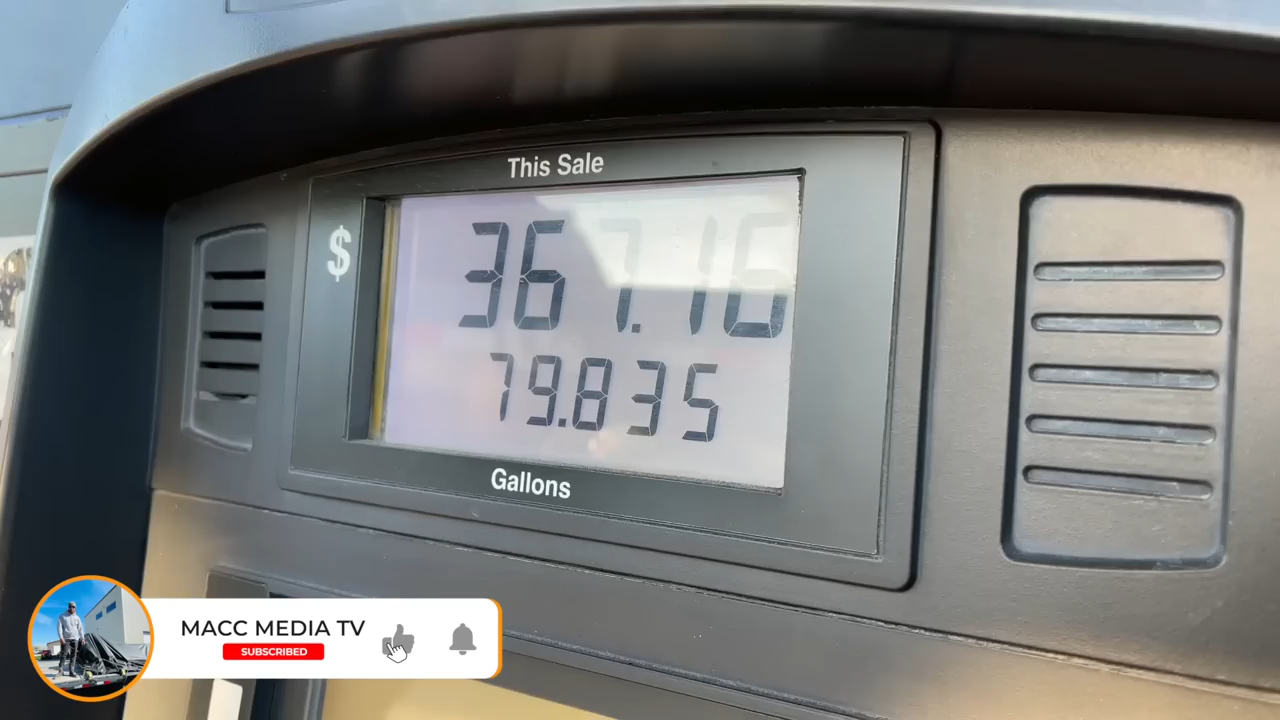 This Sale
$
367.16
79.835
Gallons
MACC MEDIA TV
SUBSCRIBED